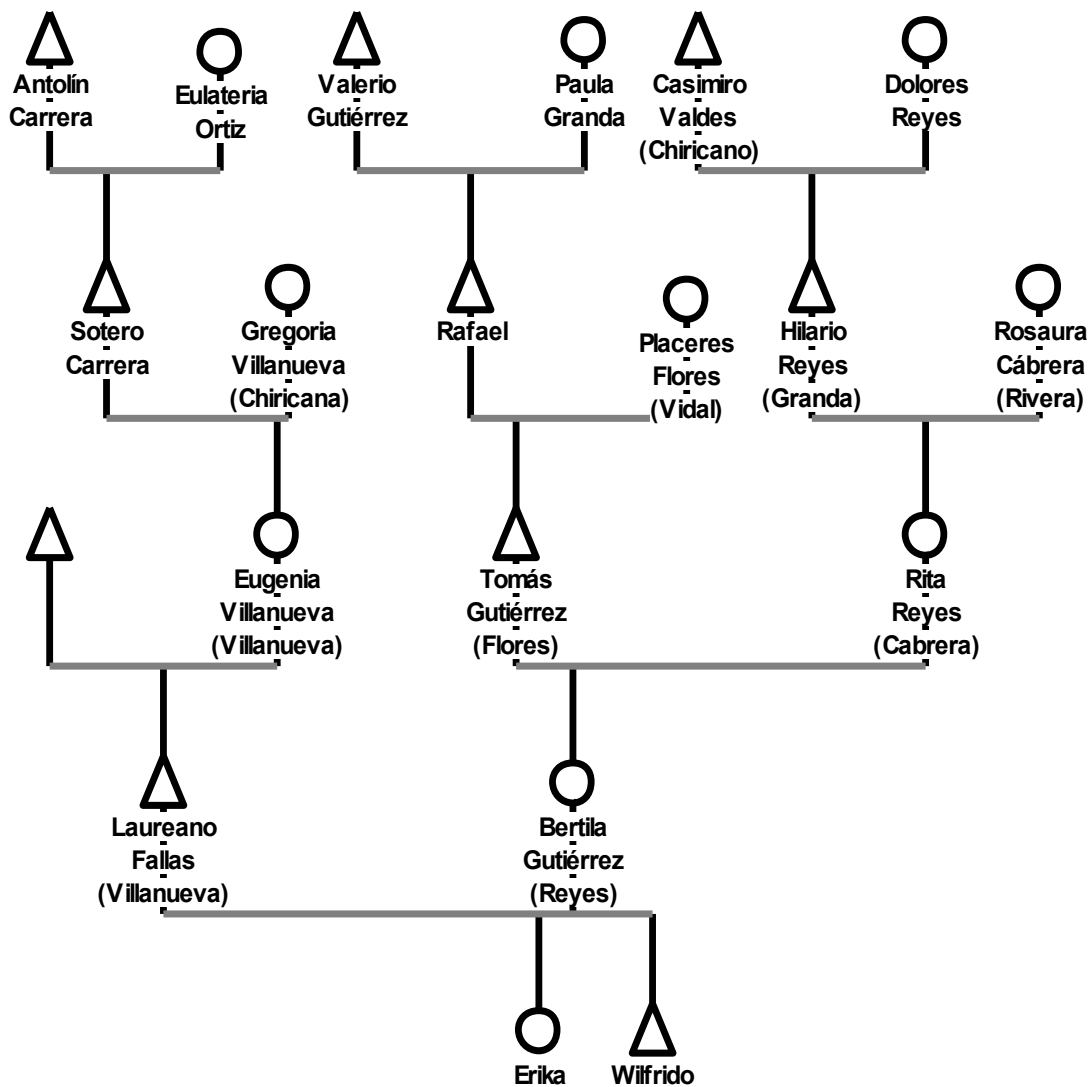 Antolín
Carrera
Eulateria
Ortiz
Valerio
Gutiérrez
Paula
Granda
Casimiro
Valdes
(Chiricano)
Dolores
Reyes
Sotero
Carrera
Gregoria
Villanueva
(Chiricana)
Rafael
Placeres
Flores
(Vidal)
Hilario
Reyes
(Granda)
Rosaura
Cábrera
(Rivera)
Eugenia
Villanueva
(Villanueva)
Tomás
Gutiérrez
(Flores)
Rita
Reyes
(Cabrera)
Laureano
Fallas
(Villanueva)
Bertila
Gutiérrez
(Reyes)
Erika
Wilfrido